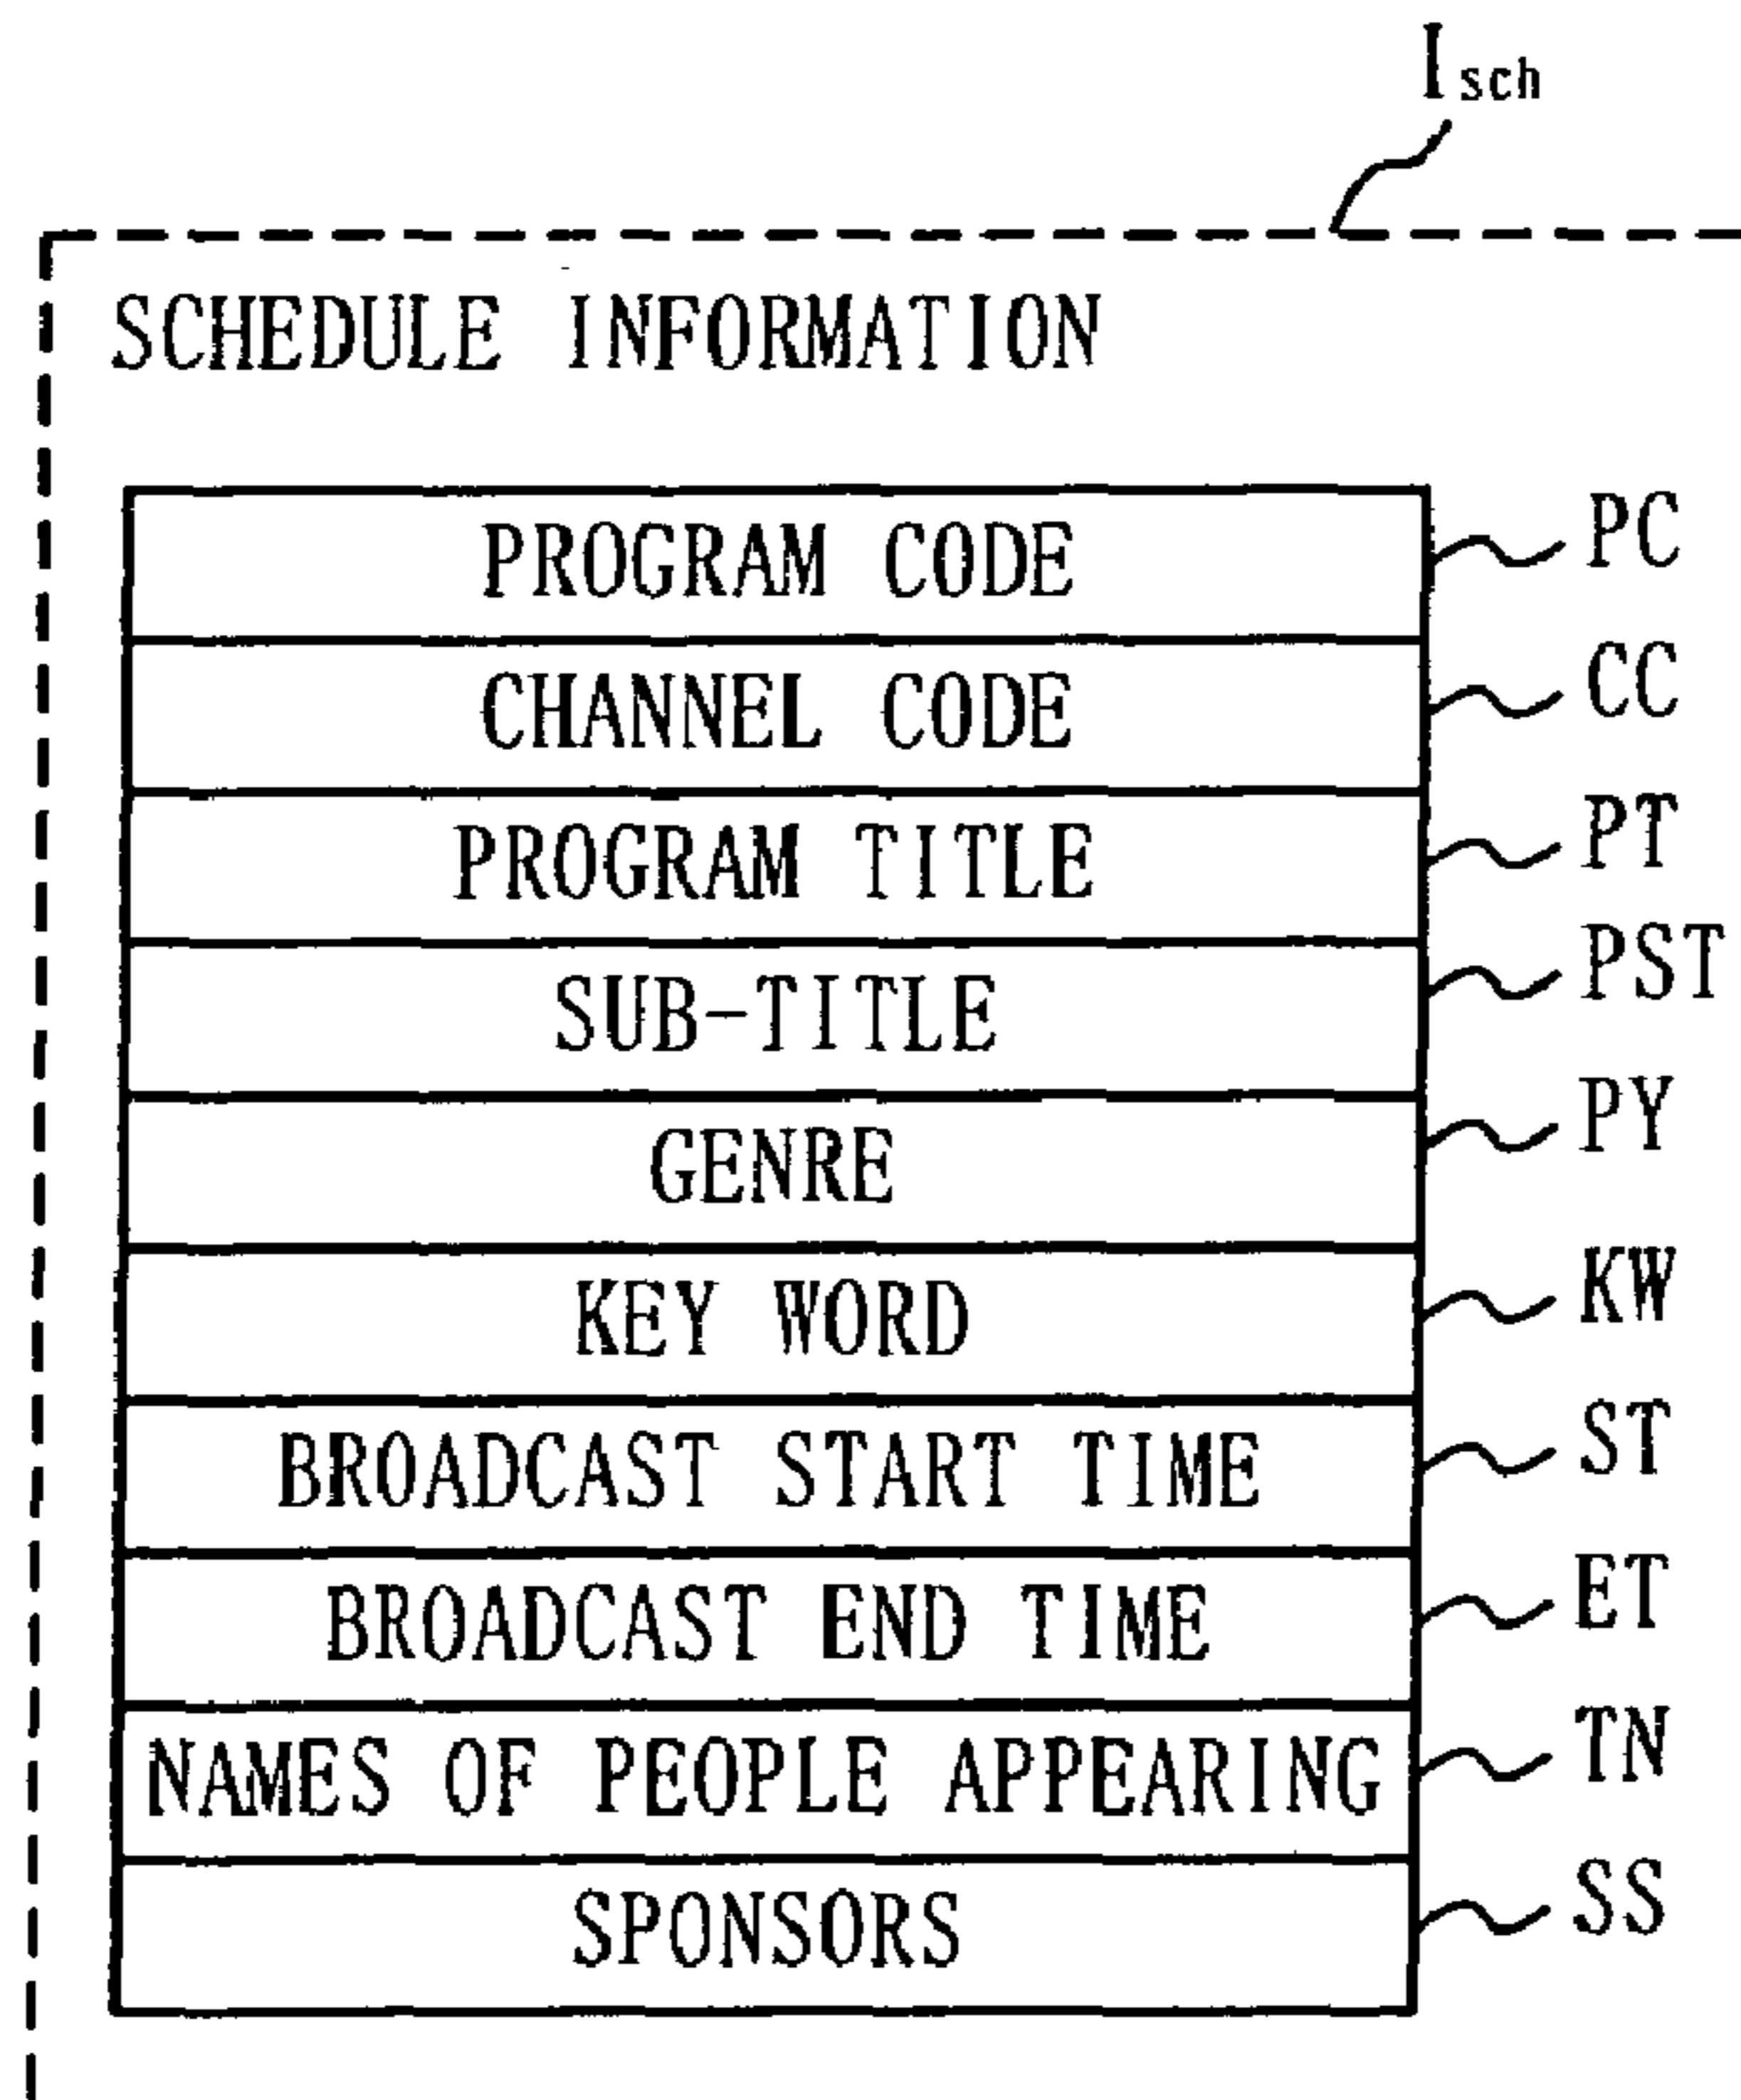 Isch
SCHEDULE INFORMATION
PROGRAM CODE PC
CHANNEL CODE CC
PROGRAM TITLE PT
SUB-TITLE PST
GENRE PY
KEY WORD KW
BROADCAST START TIME ST
BROADCAST END TIME ET
NAMES OF PEOPLE APPEARING TN
SPONSORS SS